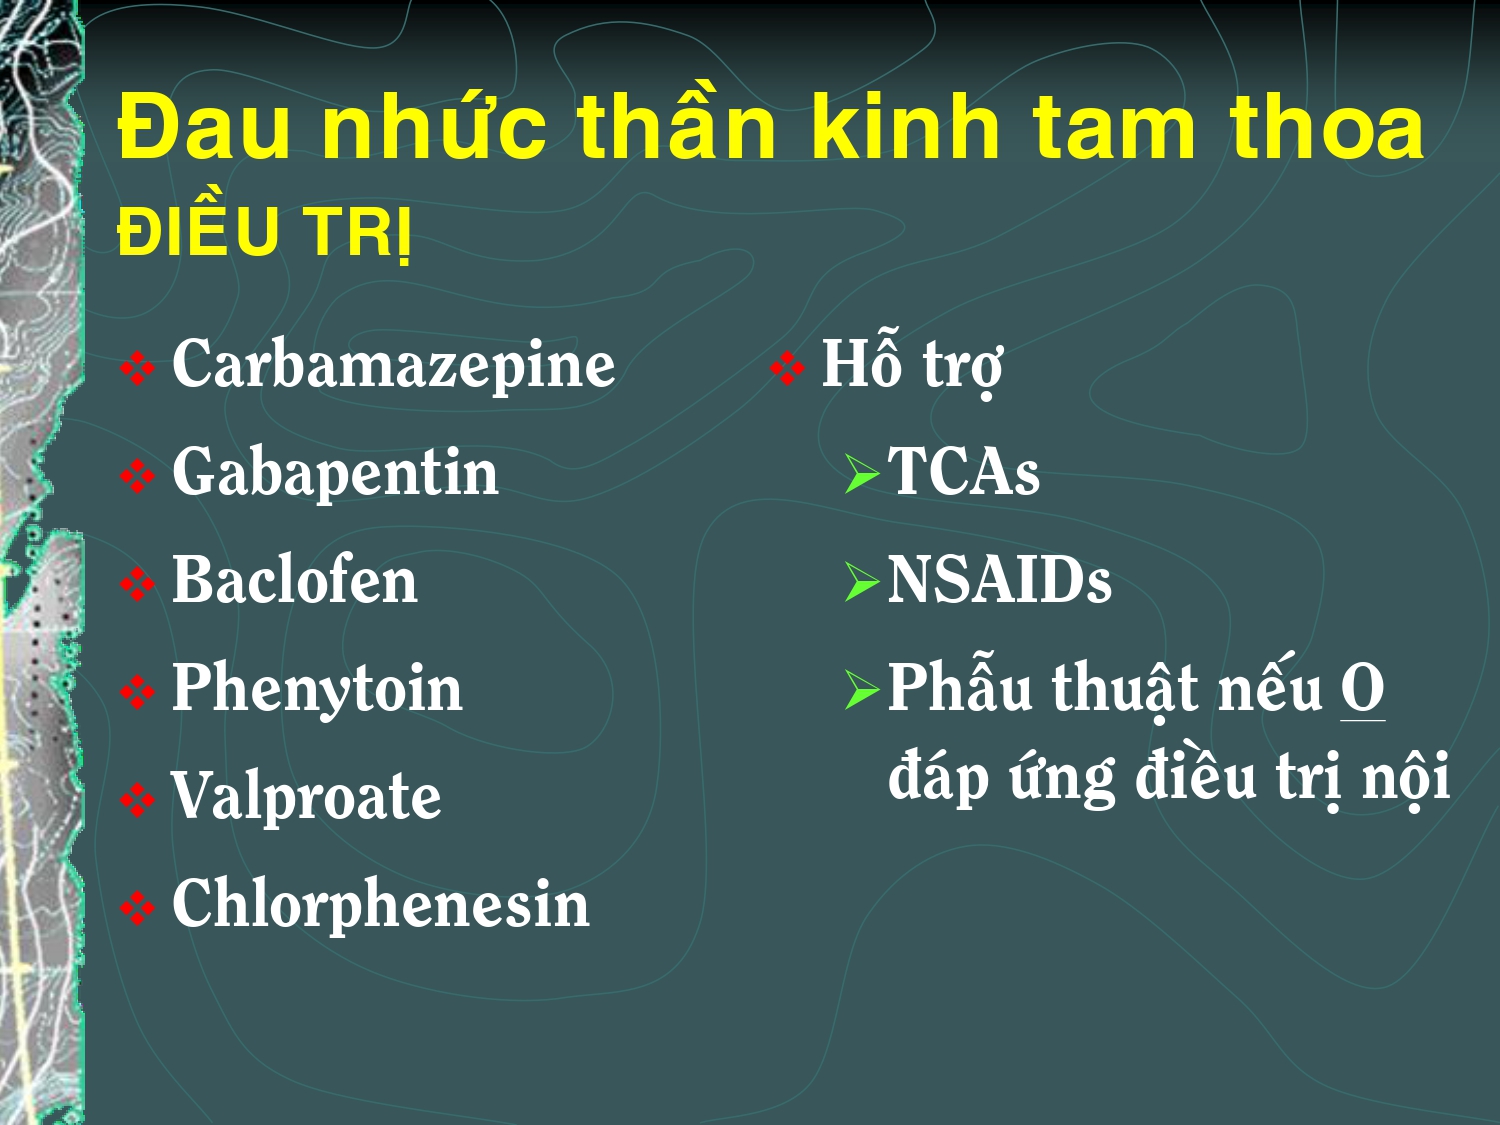 Đau nhức thần kinh tam thoa
ĐIỀU TRỊ
Carbamazepine
Gabapentin
Baclofen
Phenytoin
Valproate
Chlorphenesin
Hỗ trợ
TCAs
NSAIDs
Phẫu thuật nếu O
đáp ứng điều trị nội